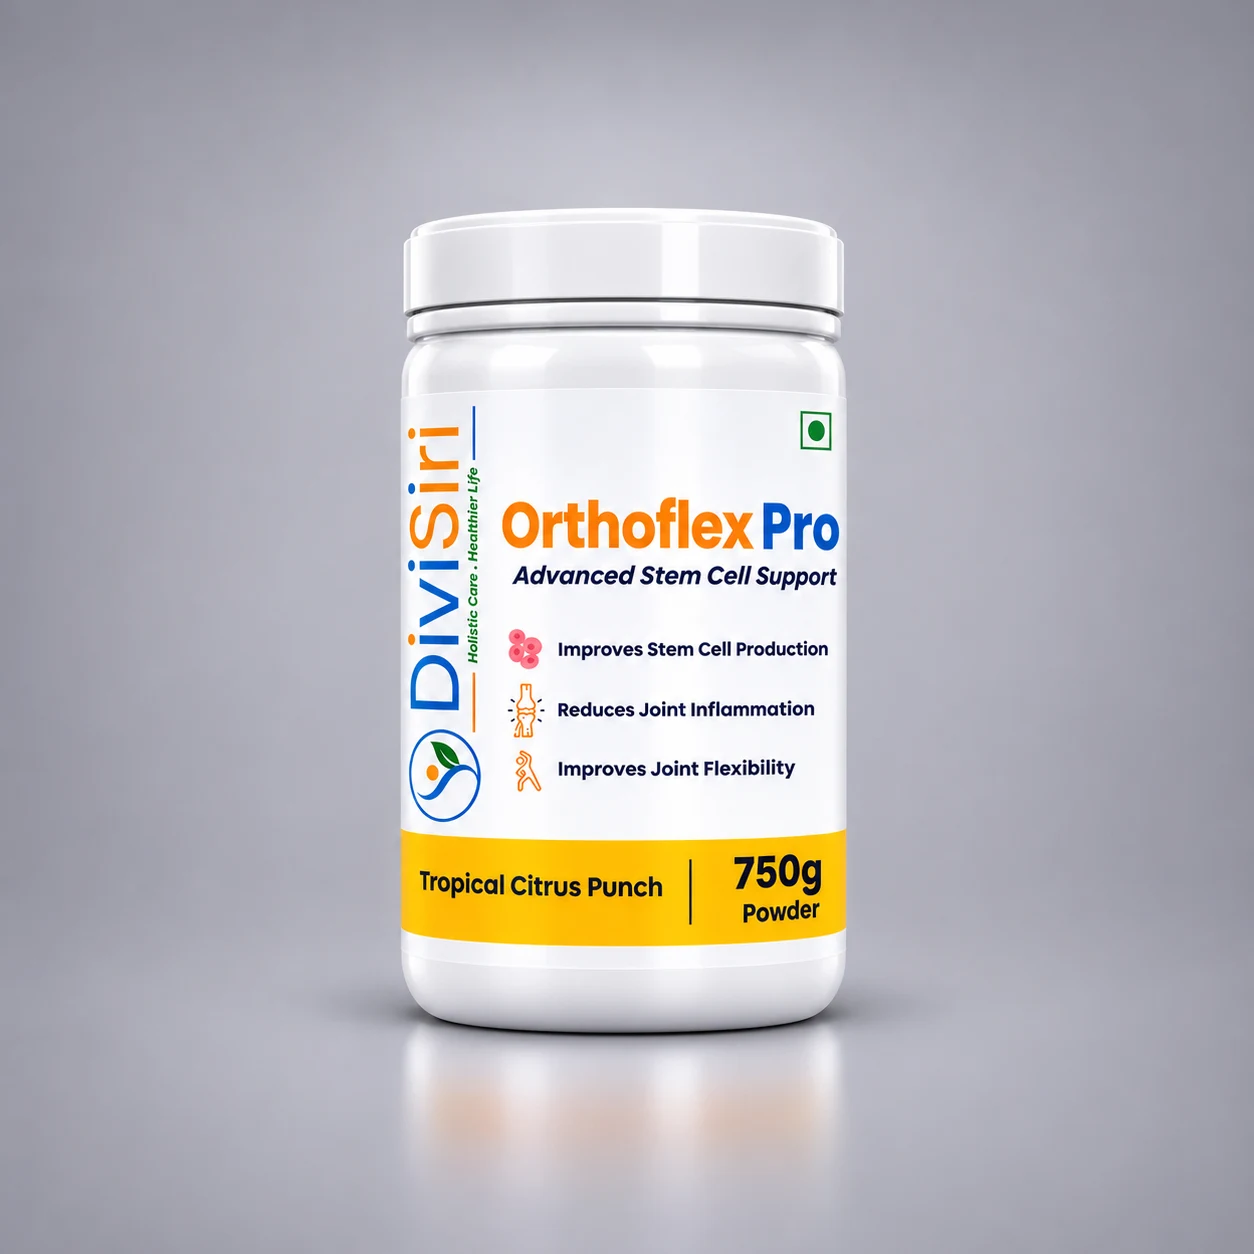 DiviSiri
Holistic Care . Healthier Life
Orthoflex Pro
Advanced Stem Cell Support
Improves Stem Cell Production
Reduces Joint Inflammation
Improves Joint Flexibility
Tropical Citrus Punch
750g
Powder